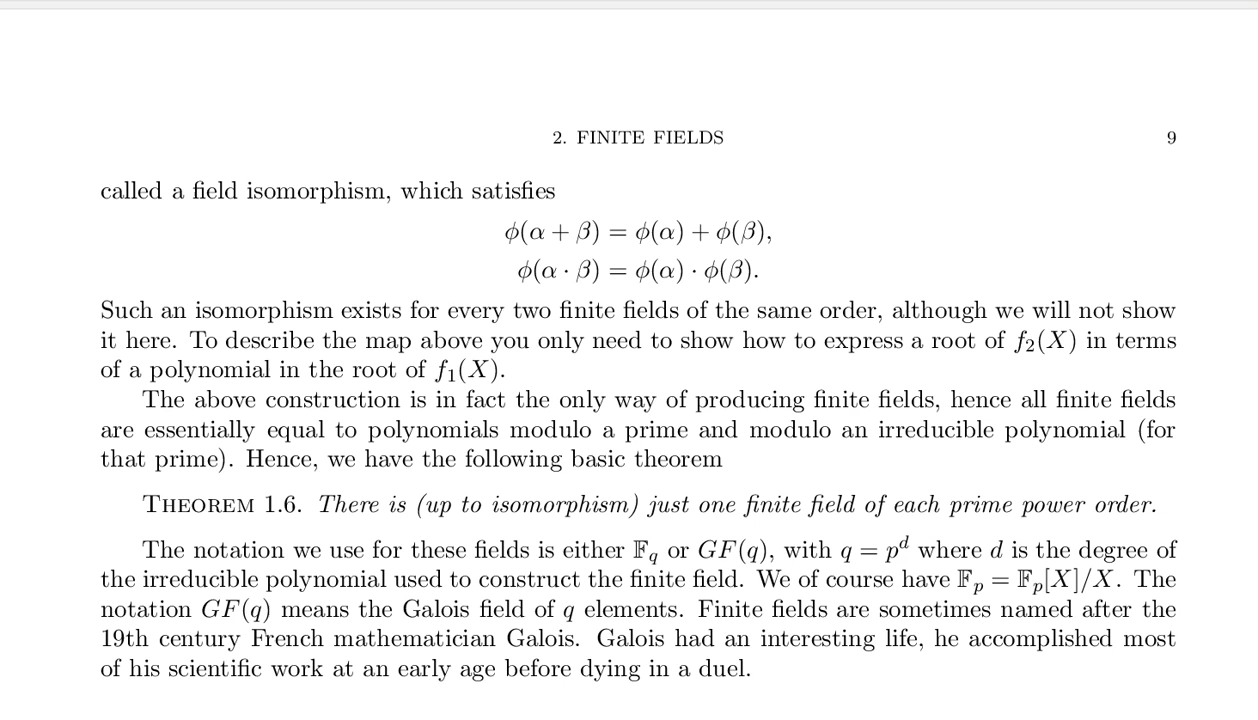 2. FINITE FIELDS 9
called a field isomorphism, which satisfies
ϕ(α + β) = ϕ(α) + ϕ(β),
ϕ(α · β) = ϕ(α) · ϕ(β).
Such an isomorphism exists for every two finite fields of the same order, although we will not show
it here. To describe the map above you only need to show how to express a root of f₂(X) in terms
of a polynomial in the root of f₁(X).
The above construction is in fact the only way of producing finite fields, hence all finite fields
are essentially equal to polynomials modulo a prime and modulo an irreducible polynomial (for
that prime). Hence, we have the following basic theorem
THEOREM 1.6. There is (up to isomorphism) just one finite field of each prime power order.
The notation we use for these fields is either 𝔽_q or GF(q), with q = p^d where d is the degree of
the irreducible polynomial used to construct the finite field. We of course have 𝔽_p = 𝔽_p[X]/X. The
notation GF(q) means the Galois field of q elements. Finite fields are sometimes named after the
19th century French mathematician Galois. Galois had an interesting life, he accomplished most
of his scientific work at an early age before dying in a duel.